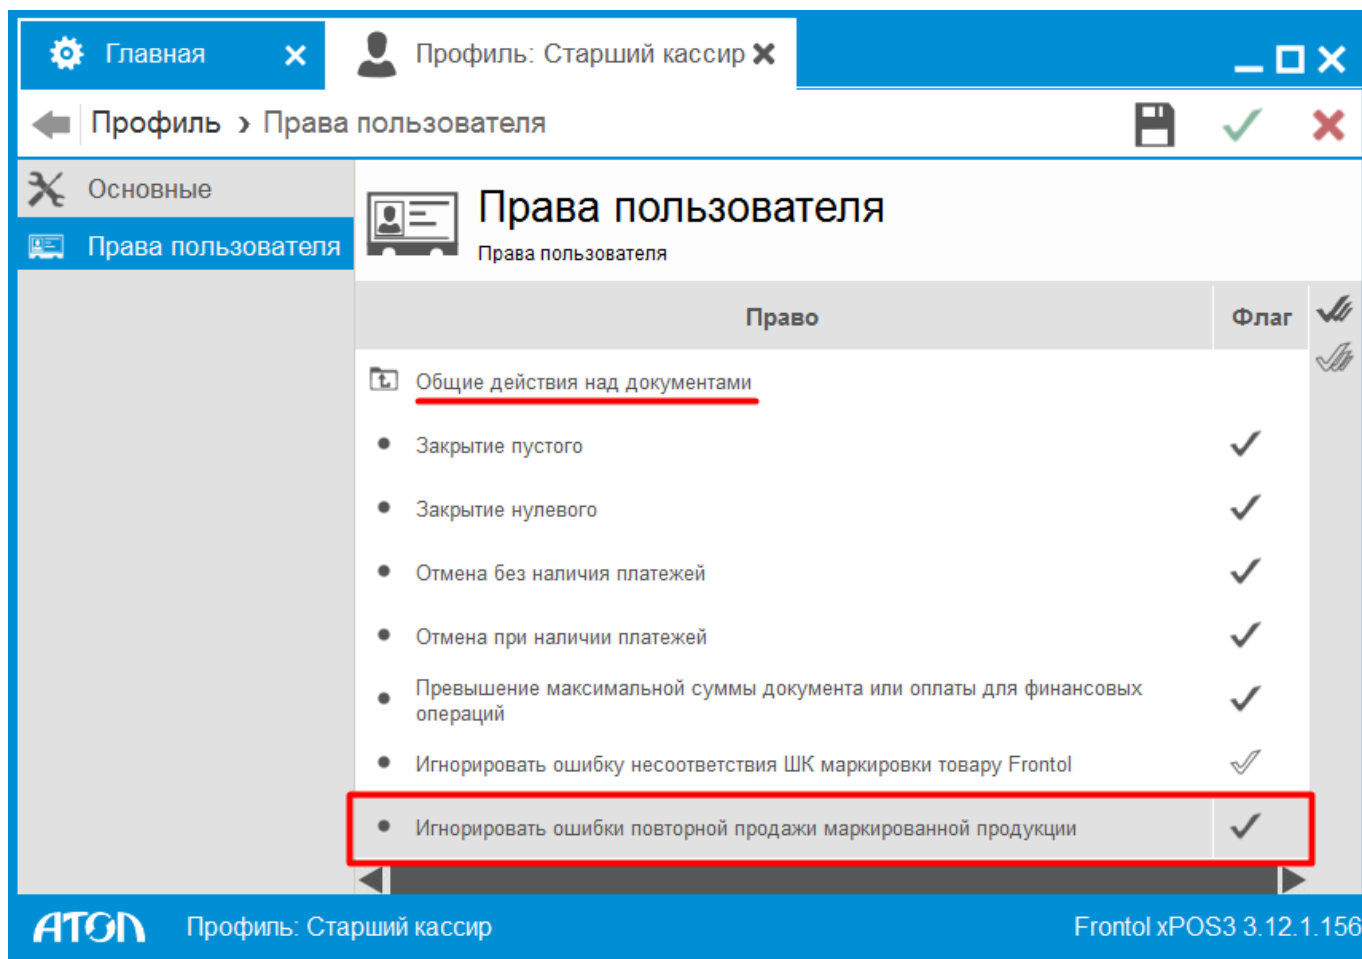 Главная
Профиль: Старший кассир
Профиль › Права пользователя
Основные
Права пользователя
Права пользователя
Права пользователя
Право
Флаг
Общие действия над документами
Закрытие пустого
Закрытие нулевого
Отмена без наличия платежей
Отмена при наличии платежей
Превышение максимальной суммы документа или оплаты для финансовых
операций
Игнорировать ошибку несоответствия ШК маркировки товару Frontol
Игнорировать ошибки повторной продажи маркированной продукции
АТОЛ
Профиль: Старший кассир
Frontol xPOS3 3.12.1.156